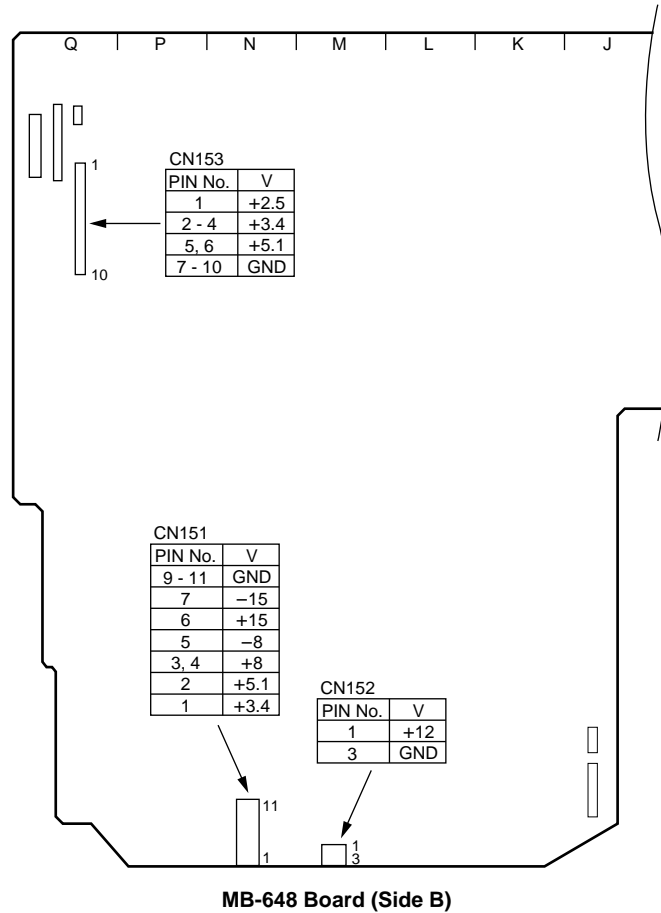 Q P N M L K J
CN153
PIN No. V
1 +2.5
2 - 4 +3.4
5, 6 +5.1
7 - 10 GND
1
10
CN151
PIN No. V
9 - 11 GND
7 −15
6 +15
5 −8
3, 4 +8
2 +5.1
1 +3.4
CN152
PIN No. V
1 +12
3 GND
11
1
1
3
MB-648 Board (Side B)